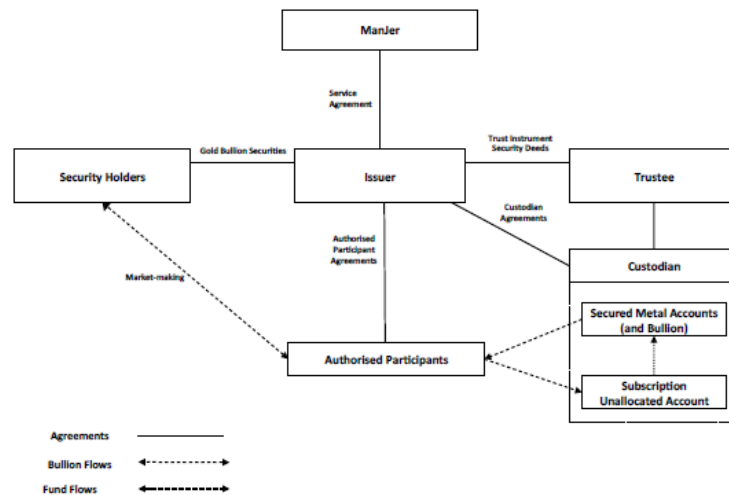 ManJer
Service
Agreement
Gold Bullion Securities
Trust Instrument
Security Deeds
Security Holders
Issuer
Trustee
Custodian
Agreements
Authorised
Participant
Agreements
Custodian
Market-making
Secured Metal Accounts
(and Bullion)
Authorised Participants
Subscription
Unallocated Account
Agreements
Bullion Flows
Fund Flows